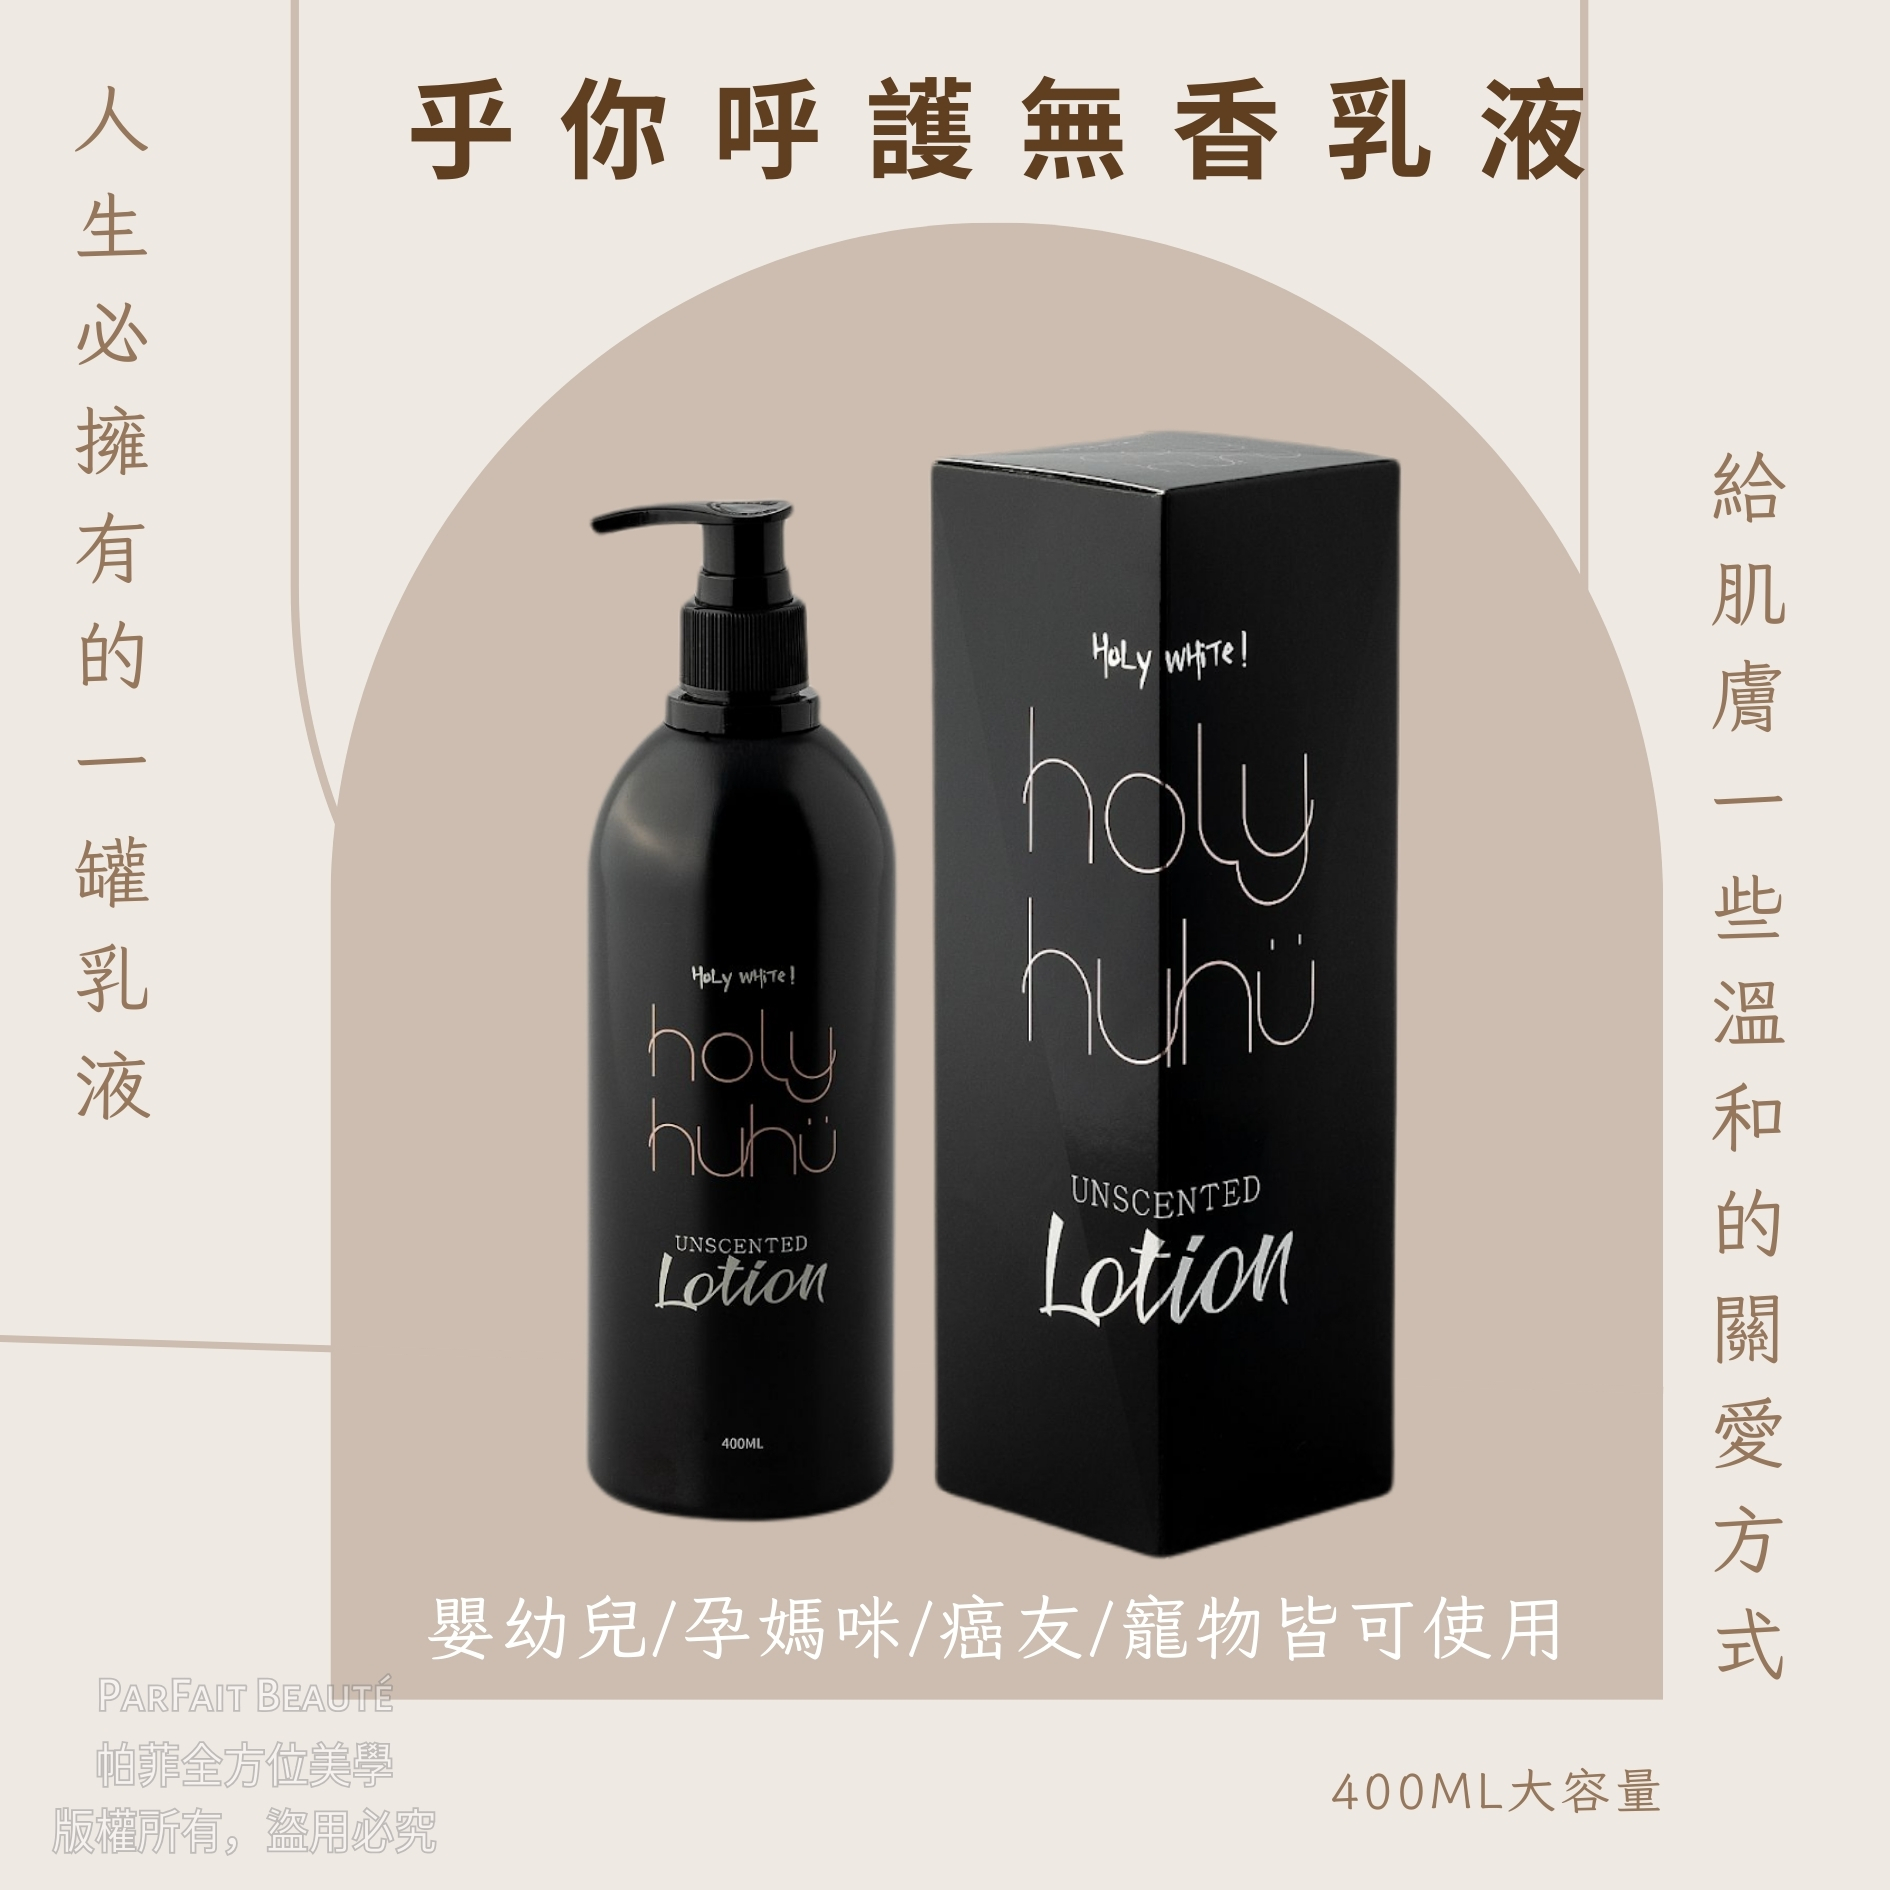 乎你呼護無香乳液
人生必擁有的一罐乳液
給肌膚一些溫和的關愛方式
HOLY WHiTe!
holy
huhü
UNSCENTED
Lotion
400ML
HOLY WHiTe!
holy
huhü
UNSCENTED
Lotion
嬰幼兒/孕媽咪/癌友/寵物皆可使用
PARFAIT BEAUTÉ
帕菲全方位美學
版權所有，盜用必究
400ML大容量